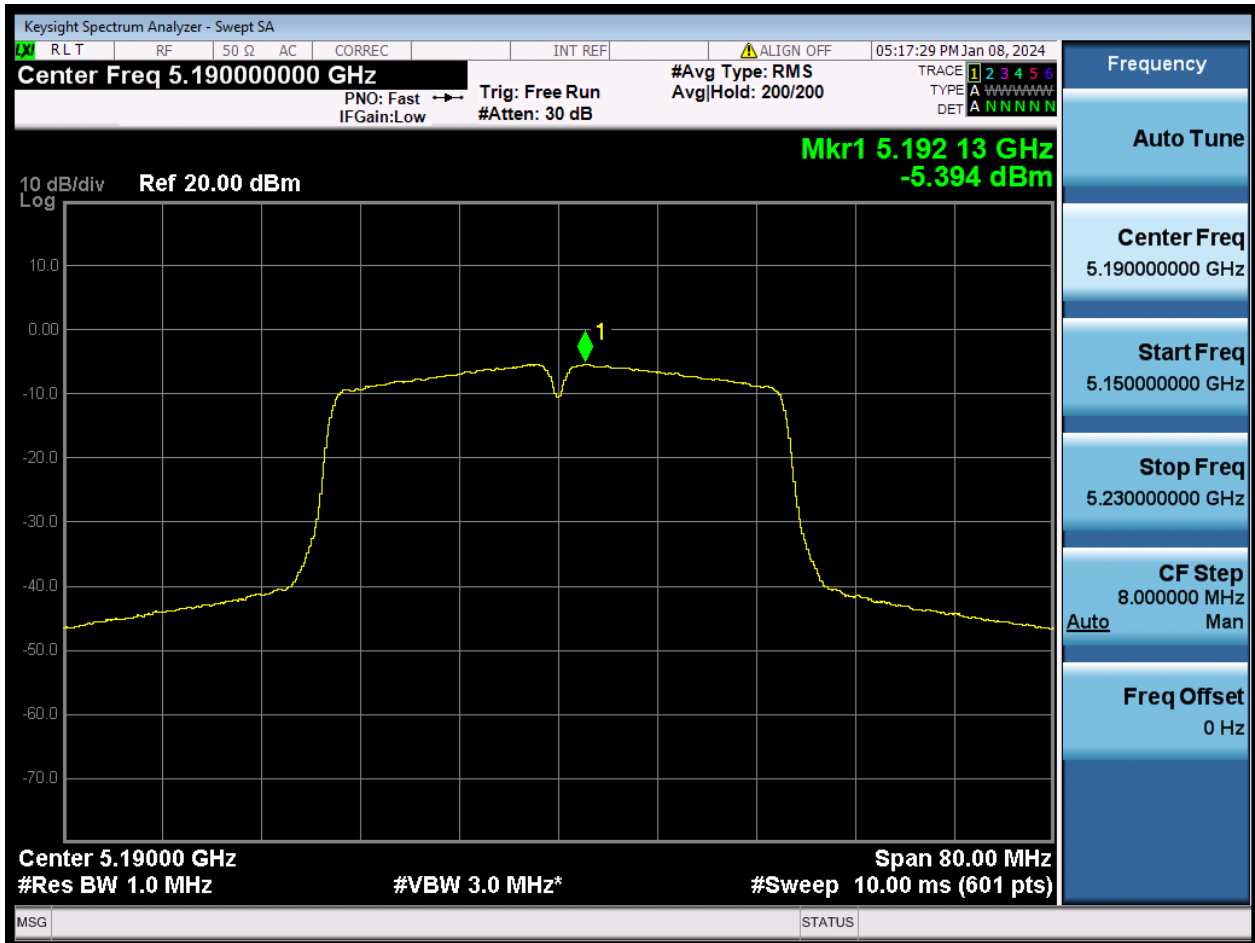 Keysight Spectrum Analyzer - Swept SA
LXI RLT RF 50 Ω AC CORREC INT REF ALIGN OFF 05:17:29 PM Jan 08, 2024
Center Freq 5.190000000 GHz
PNO: Fast
IFGain:Low
Trig: Free Run
#Atten: 30 dB
#Avg Type: RMS
Avg|Hold: 200/200
TRACE 1 2 3 4 5 6
TYPE A WWWWW
DET A N N N N N
Mkr1 5.192 13 GHz
-5.394 dBm
10 dB/div Ref 20.00 dBm
Log
10.0
0.00
-10.0
-20.0
-30.0
-40.0
-50.0
-60.0
-70.0
1
Center 5.19000 GHz Span 80.00 MHz
#Res BW 1.0 MHz #VBW 3.0 MHz* #Sweep 10.00 ms (601 pts)
MSG STATUS
Frequency
Auto Tune
Center Freq
5.190000000 GHz
Start Freq
5.150000000 GHz
Stop Freq
5.230000000 GHz
CF Step
8.000000 MHz
Auto Man
Freq Offset
0 Hz